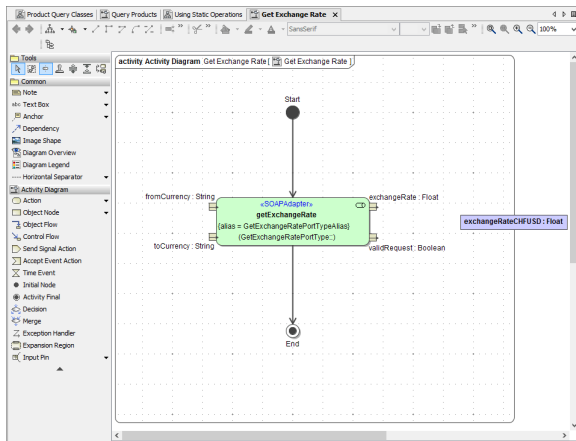 Product Query Classes Query Products Using Static Operations Get Exchange Rate
SansSerif
100%
Tools
Common
Note
abc Text Box
Anchor
Dependency
Image Shape
Diagram Overview
Diagram Legend
Horizontal Separator
Activity Diagram
Action
Object Node
Object Flow
Control Flow
Send Signal Action
Accept Event Action
Time Event
Initial Node
Activity Final
Decision
Merge
Exception Handler
Expansion Region
Input Pin
activity Activity Diagram Get Exchange Rate [ Get Exchange Rate ]
Start
fromCurrency : String
exchangeRate : Float
«SOAPAdapter»
getExchangeRate
{alias = GetExchangeRatePortTypeAlias}
(GetExchangeRatePortType::)
toCurrency : String
validRequest : Boolean
exchangeRateCHFUSD : Float
End